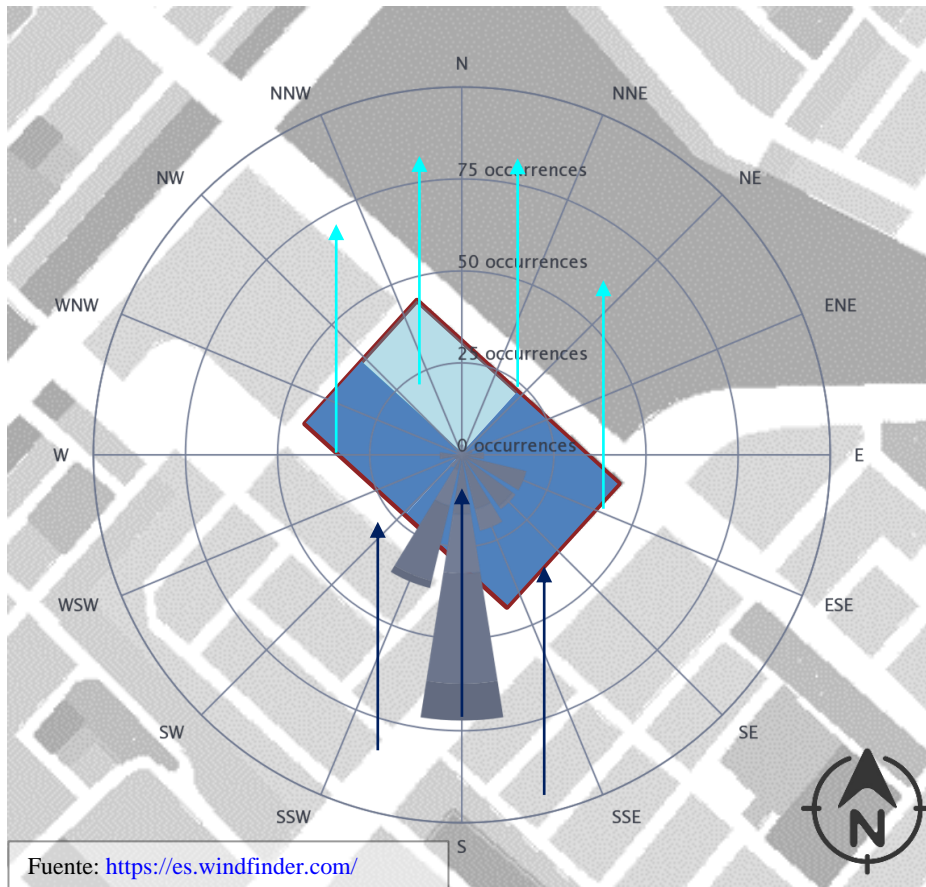 N
NNW
NNE
75 occurrences
NW
NE
50 occurrences
WNW
ENE
25 occurrences
0 occurrences
W
E
WSW
ESE
SW
SE
SSW
SSE
N
S
Fuente: https://es.windfinder.com/